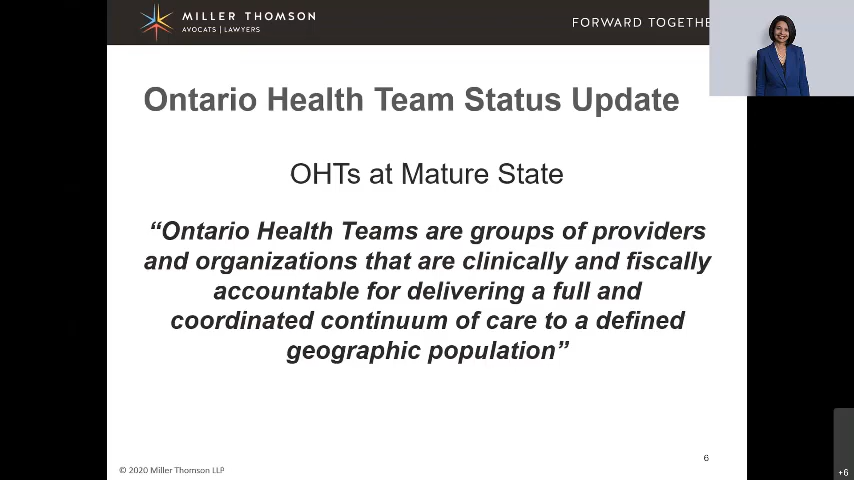 MILLER THOMSON
AVOCATS | LAWYERS
FORWARD TOGETHE
Ontario Health Team Status Update
OHTs at Mature State
“Ontario Health Teams are groups of providers
and organizations that are clinically and fiscally
accountable for delivering a full and
coordinated continuum of care to a defined
geographic population”
6
© 2020 Miller Thomson LLP
+6